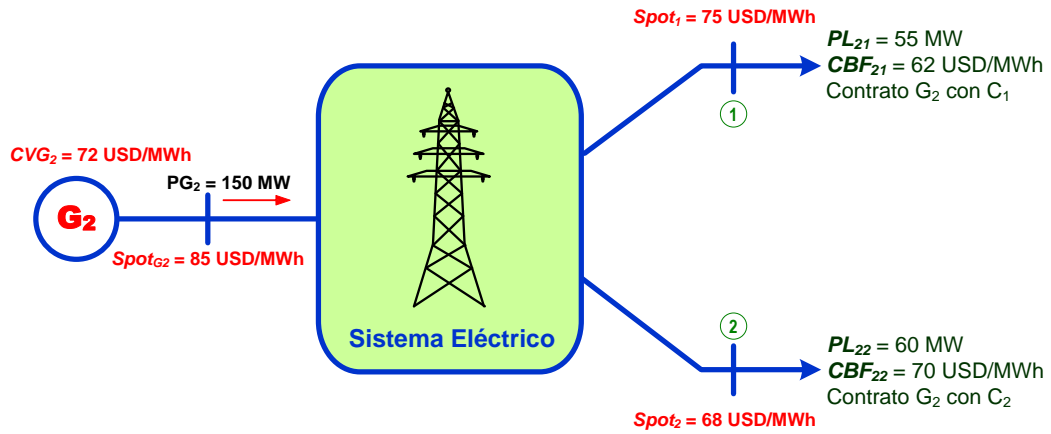 Spot₁ = 75 USD/MWh
PL₂₁ = 55 MW
CBF₂₁ = 62 USD/MWh
Contrato G₂ con C₁
1
CVG₂ = 72 USD/MWh
PG₂ = 150 MW
G₂
Spot_G2 = 85 USD/MWh
Sistema Eléctrico
2
PL₂₂ = 60 MW
CBF₂₂ = 70 USD/MWh
Contrato G₂ con C₂
Spot₂ = 68 USD/MWh